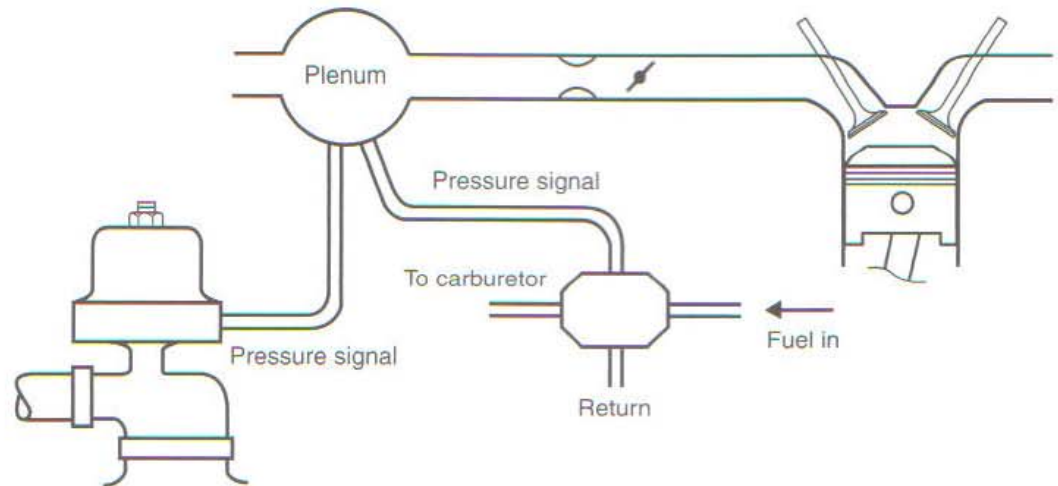 Plenum
Pressure signal
To carburetor
Fuel in
Pressure signal
Return